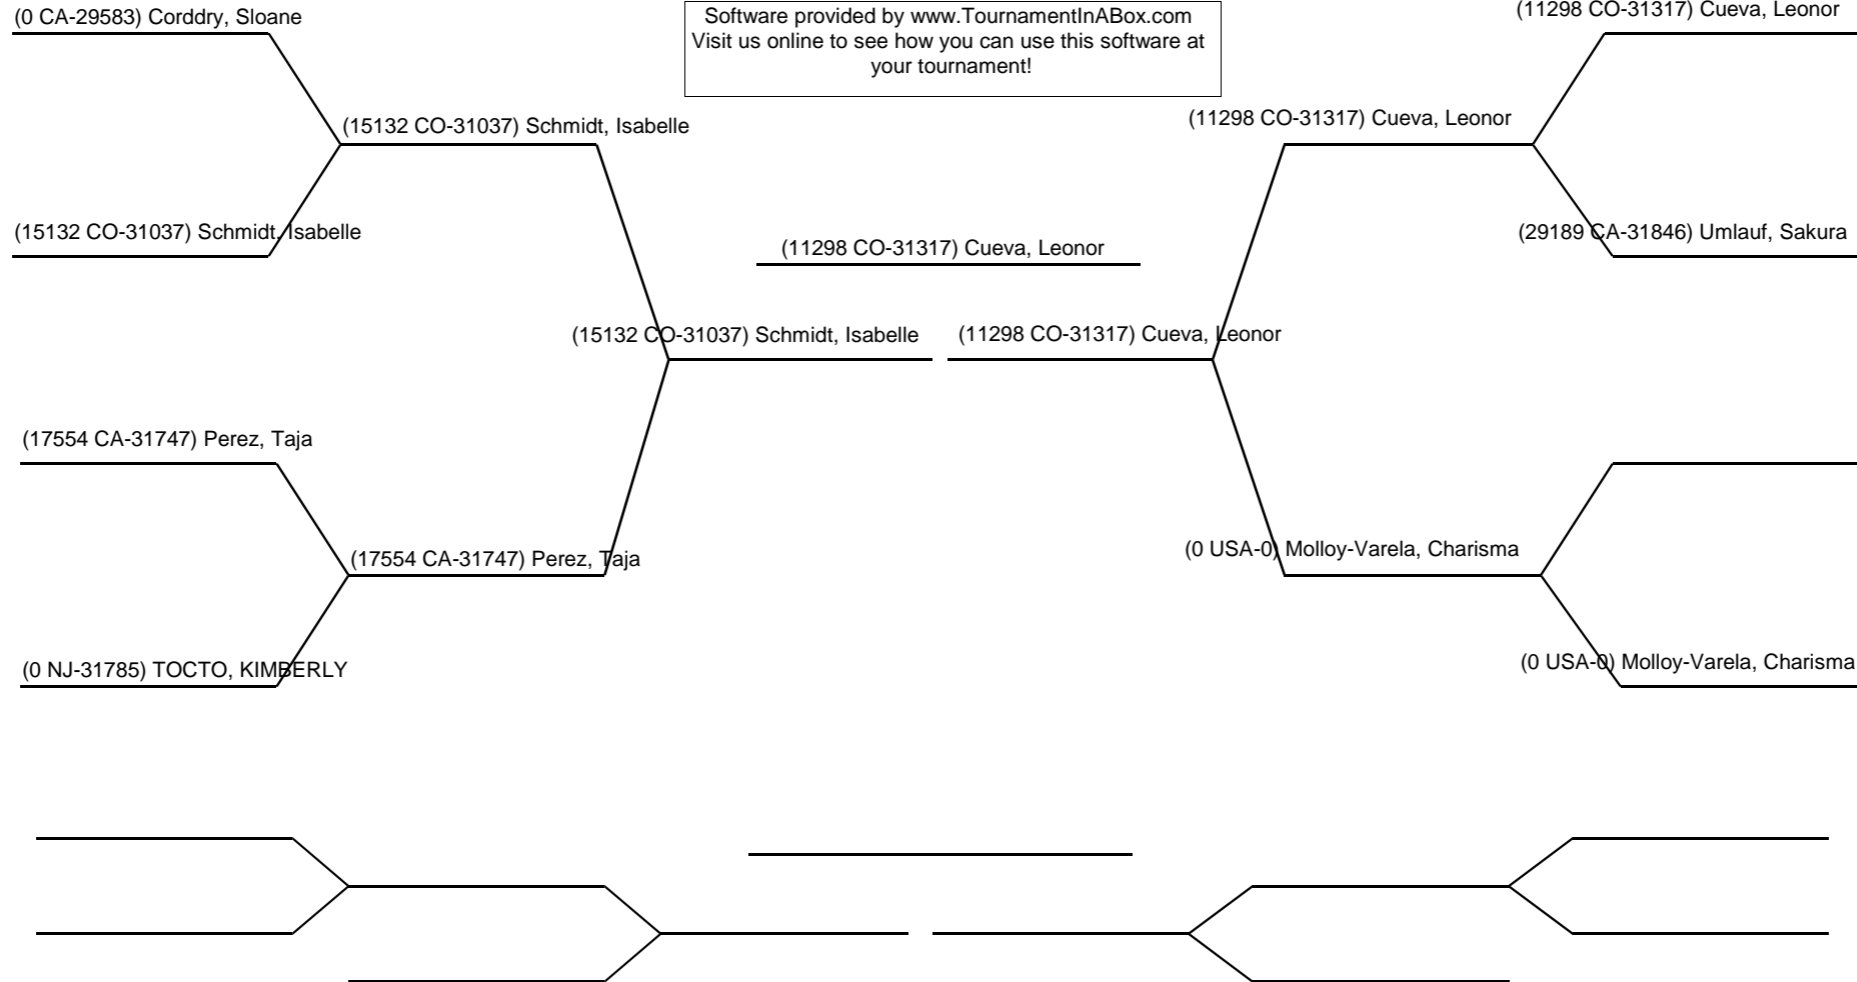 (0 CA-29583) Corddry, Sloane
Software provided by www.TournamentInABox.com
Visit us online to see how you can use this software at
your tournament!
(11298 CO-31317) Cueva, Leonor
(15132 CO-31037) Schmidt, Isabelle
(11298 CO-31317) Cueva, Leonor
(15132 CO-31037) Schmidt, Isabelle
(11298 CO-31317) Cueva, Leonor
(29189 CA-31846) Umlauf, Sakura
(15132 CO-31037) Schmidt, Isabelle
(11298 CO-31317) Cueva, Leonor
(17554 CA-31747) Perez, Taja
(17554 CA-31747) Perez, Taja
(0 USA-0) Molloy-Varela, Charisma
(0 NJ-31785) TOCTO, KIMBERLY
(0 USA-0) Molloy-Varela, Charisma